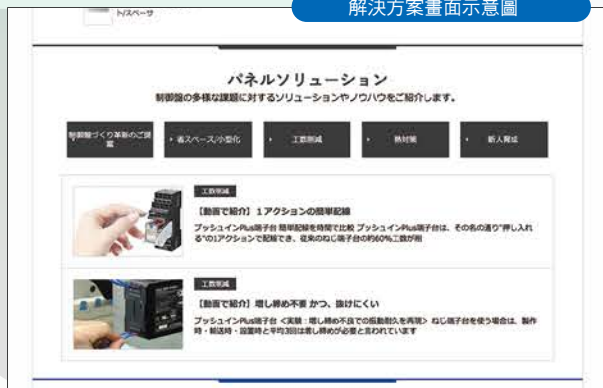 解決方案畫面示意圖
ト/スペーサ
パネルソリューション
制御盤の多様な課題に対するソリューションやノウハウをご紹介します。
制御盤づくり革新のご提
案
省スペース/小型化
工数削減
熱対策
新人育成
工数削減
【動画で紹介】1アクションの簡単配線
プッシュインPlus端子台 簡単配線を時間で比較 プッシュインPlus端子台は、その名の通り"押し入れ
る"の1アクションで配線でき、従来のねじ端子台の約60%工数が削
工数削減
【動画で紹介】増し締め不要 かつ、抜けにくい
プッシュインPlus端子台 <実験：増し締め不良での振動耐久を再現> ねじ端子台を使う場合は、製作
時・輸送時・設置時と平均3回は増し締めが必要と言われています